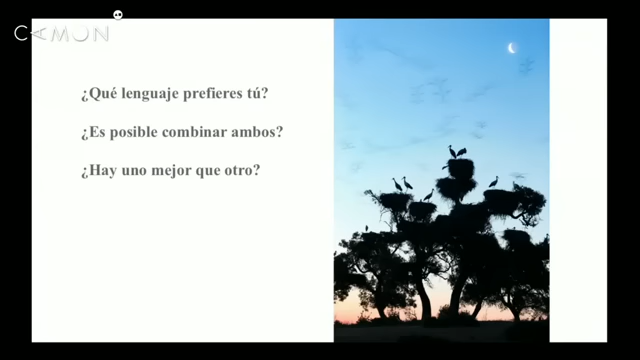 CAMON
¿Qué lenguaje prefieres tú?
¿Es posible combinar ambos?
¿Hay uno mejor que otro?